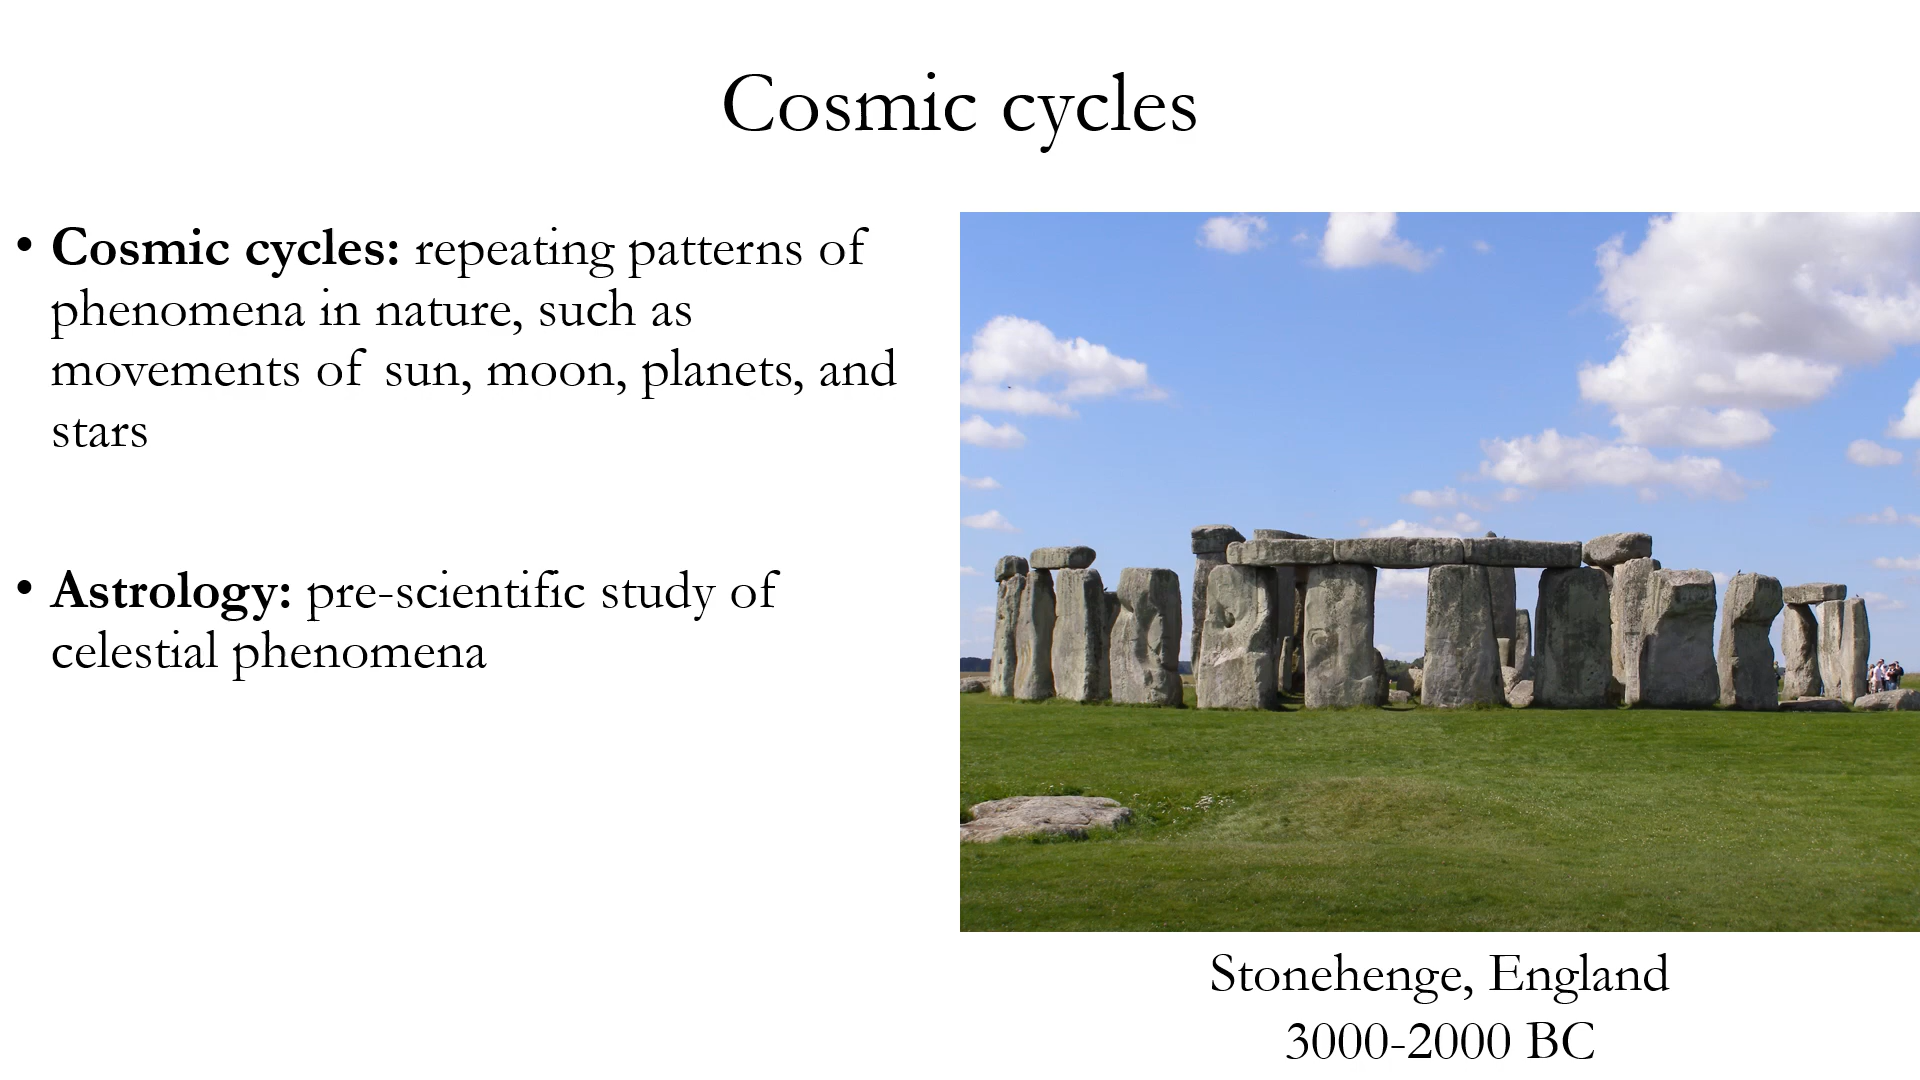 Cosmic cycles
• Cosmic cycles: repeating patterns of
phenomena in nature, such as
movements of sun, moon, planets, and
stars
• Astrology: pre-scientific study of
celestial phenomena
Stonehenge, England
3000-2000 BC